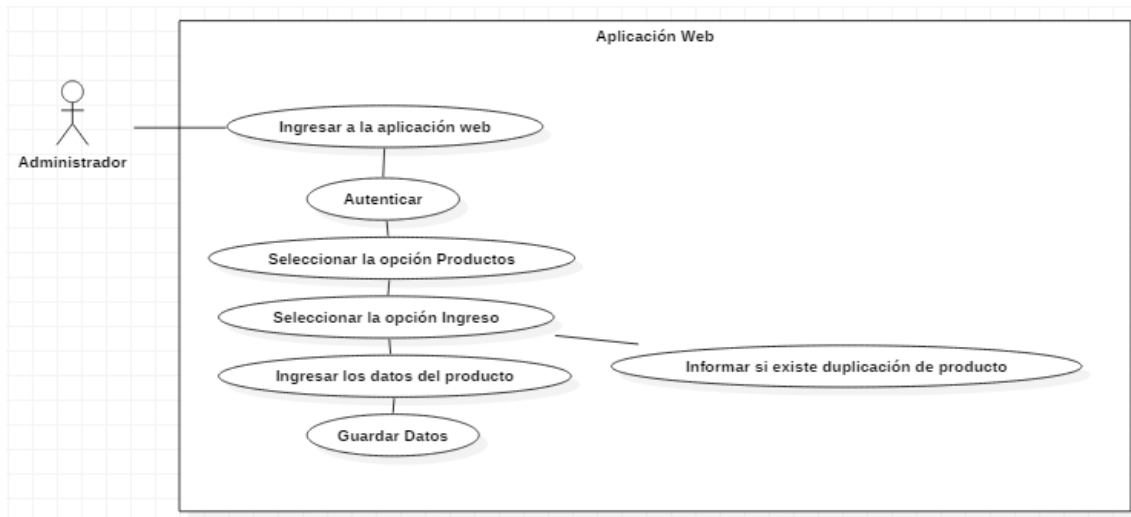 Aplicación Web
Administrador
Ingresar a la aplicación web
Autenticar
Seleccionar la opción Productos
Seleccionar la opción Ingreso
Informar si existe duplicación de producto
Ingresar los datos del producto
Guardar Datos